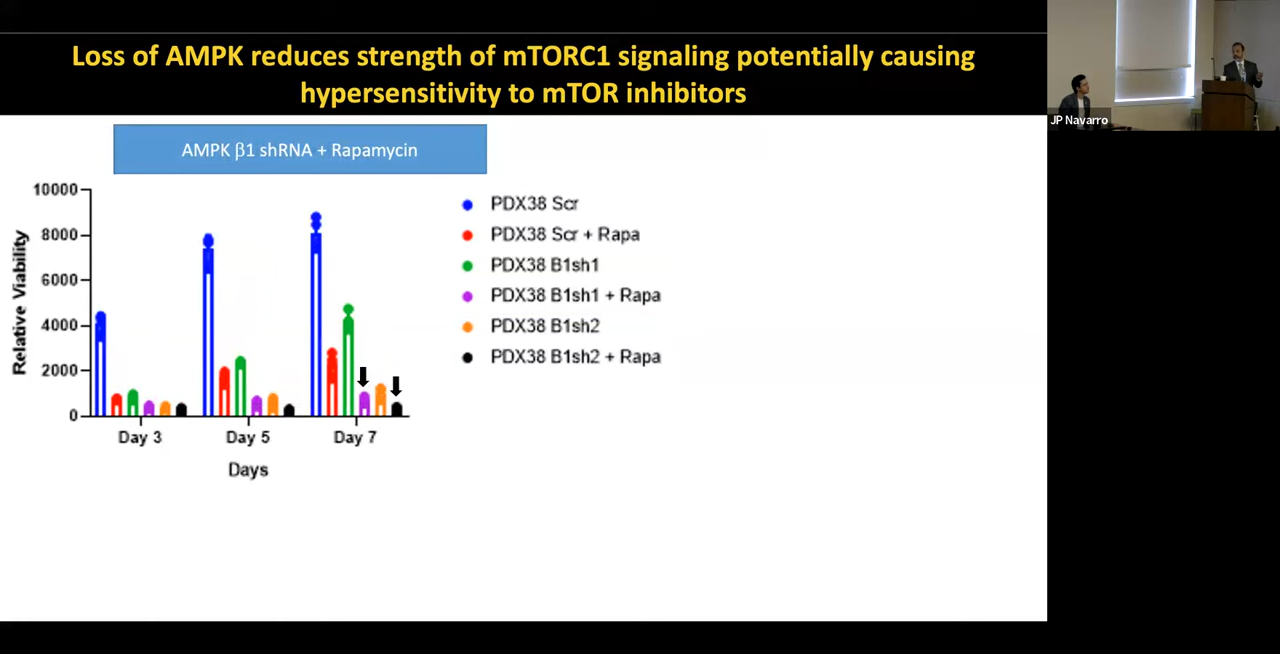 Loss of AMPK reduces strength of mTORC1 signaling potentially causing
hypersensitivity to mTOR inhibitors
JP Navarro
AMPK β1 shRNA + Rapamycin
10000
8000
6000
4000
2000
0
Relative Viability
Day 3
Day 5
Day 7
Days
PDX38 Scr
PDX38 Scr + Rapa
PDX38 B1sh1
PDX38 B1sh1 + Rapa
PDX38 B1sh2
PDX38 B1sh2 + Rapa